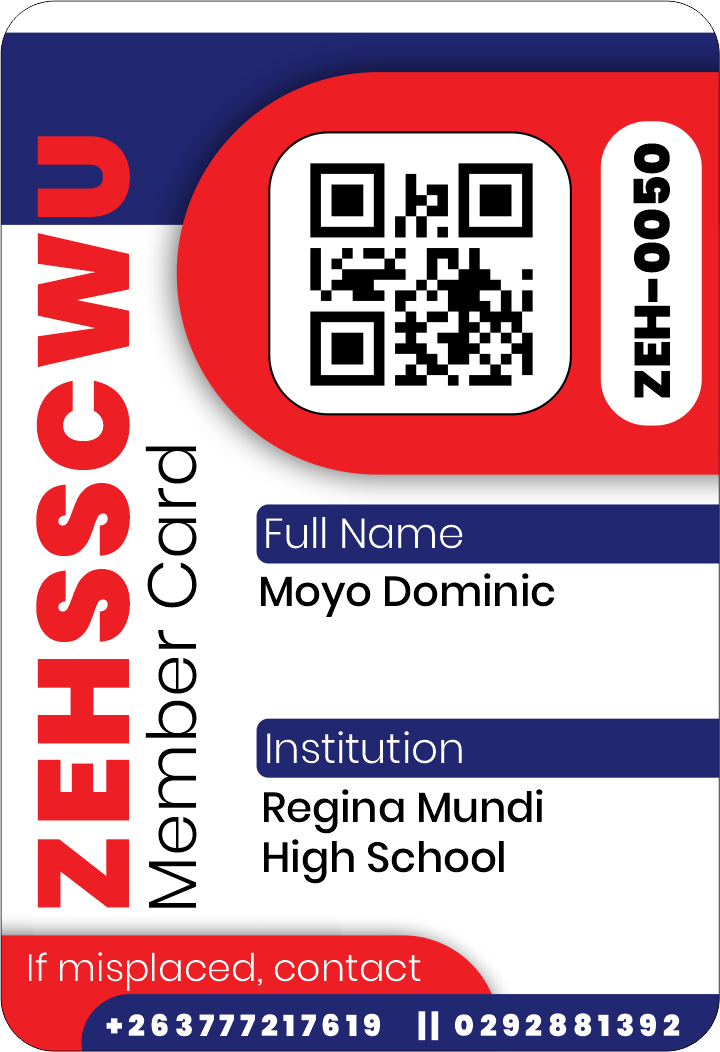 ZEHSSCWU
Member Card
ZEH-0050
Full Name
Moyo Dominic
Institution
Regina Mundi
High School
If misplaced, contact
+263777217619 || 0292881392